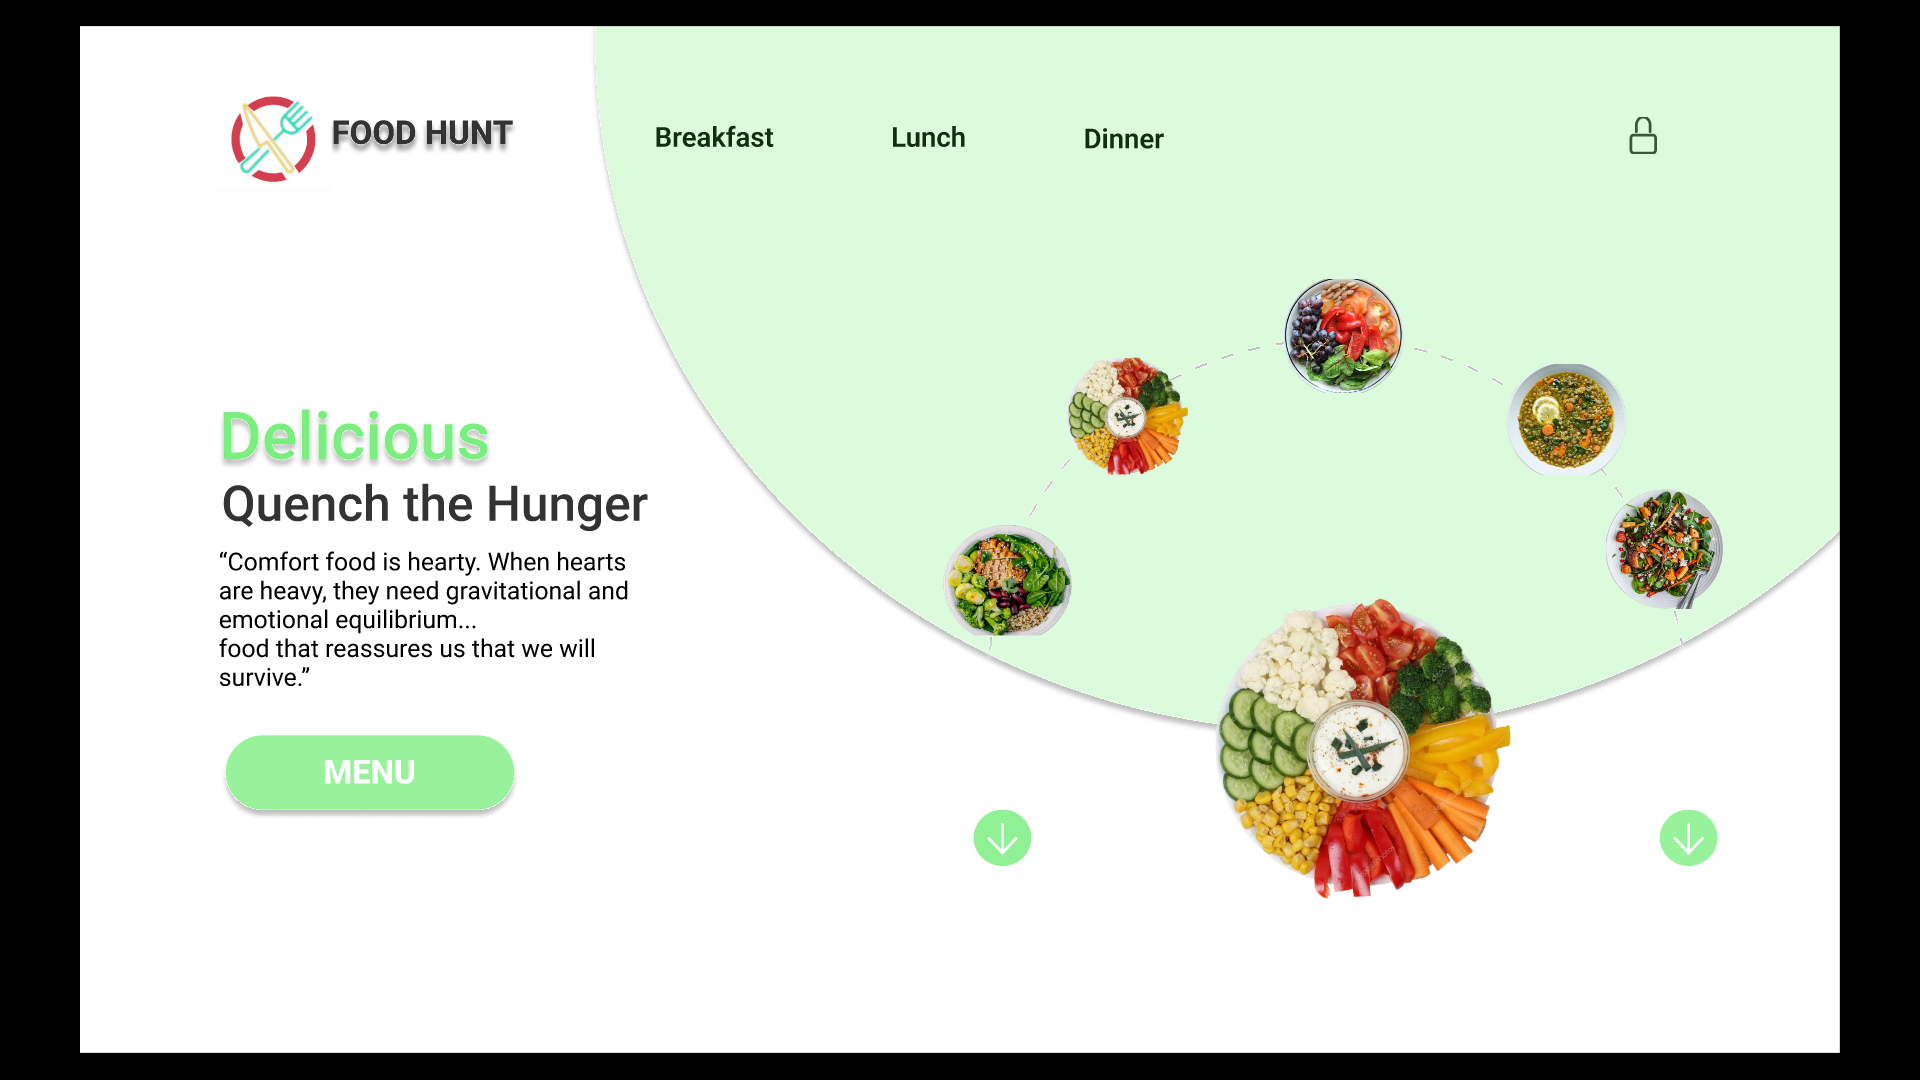 FOOD HUNT
Breakfast
Lunch
Dinner
Delicious
Quench the Hunger
“Comfort food is hearty. When hearts
are heavy, they need gravitational and
emotional equilibrium...
food that reassures us that we will
survive.”
MENU